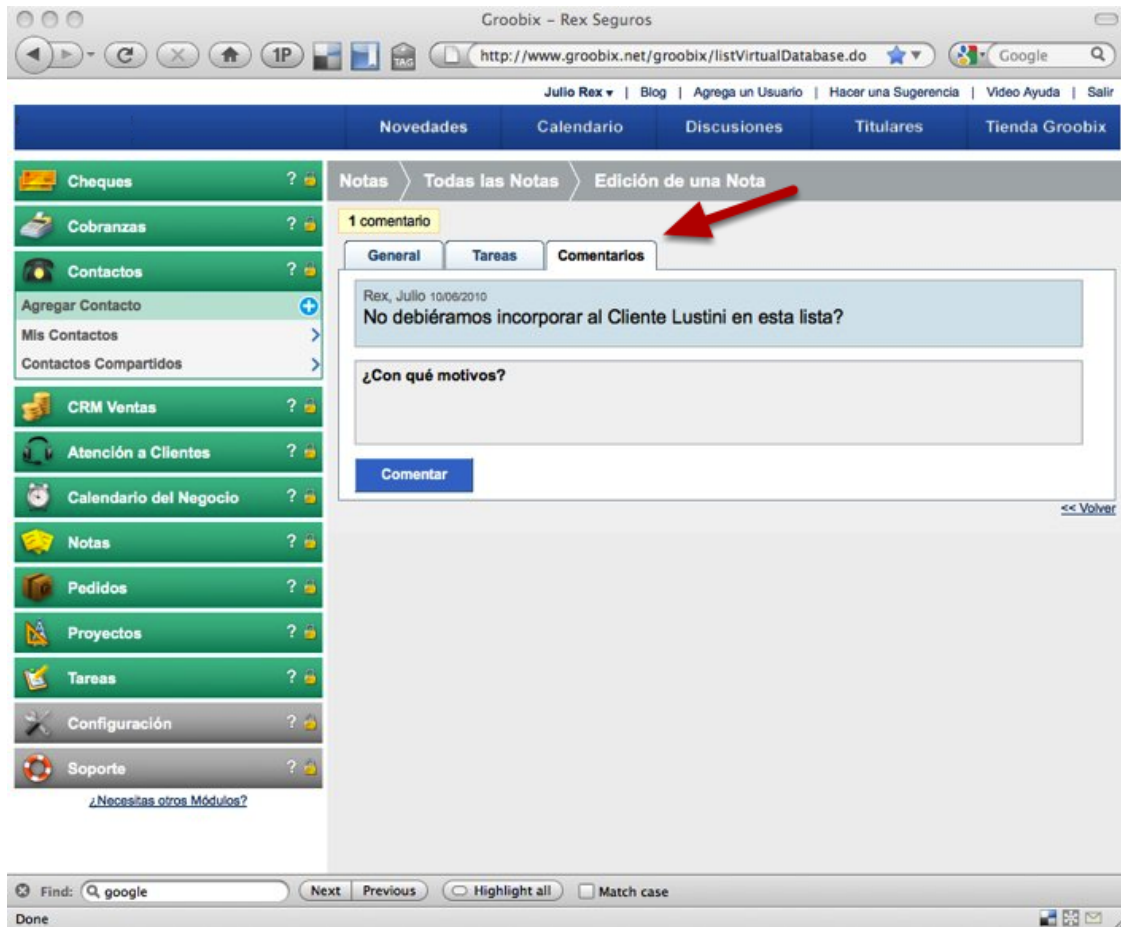 Groobix – Rex Seguros
1P
TAG
http://www.groobix.net/groobix/listVirtualDatabase.do
Google
Julio Rex ▾ | Blog | Agrega un Usuario | Hacer una Sugerencia | Video Ayuda | Salir
Novedades Calendario Discusiones Titulares Tienda Groobix
Cheques ?
Cobranzas ?
Contactos ?
Agregar Contacto
Mis Contactos
Contactos Compartidos
CRM Ventas ?
Atención a Clientes ?
Calendario del Negocio ?
Notas ?
Pedidos ?
Proyectos ?
Tareas ?
Configuración ?
Soporte ?
¿Necesitas otros Módulos?
Notas Todas las Notas Edición de una Nota
1 comentario
General Tareas Comentarios
Rex, Julio 10/06/2010
No debiéramos incorporar al Cliente Lustini en esta lista?
¿Con qué motivos?
Comentar
<< Volver
Find: google Next Previous Highlight all Match case
Done